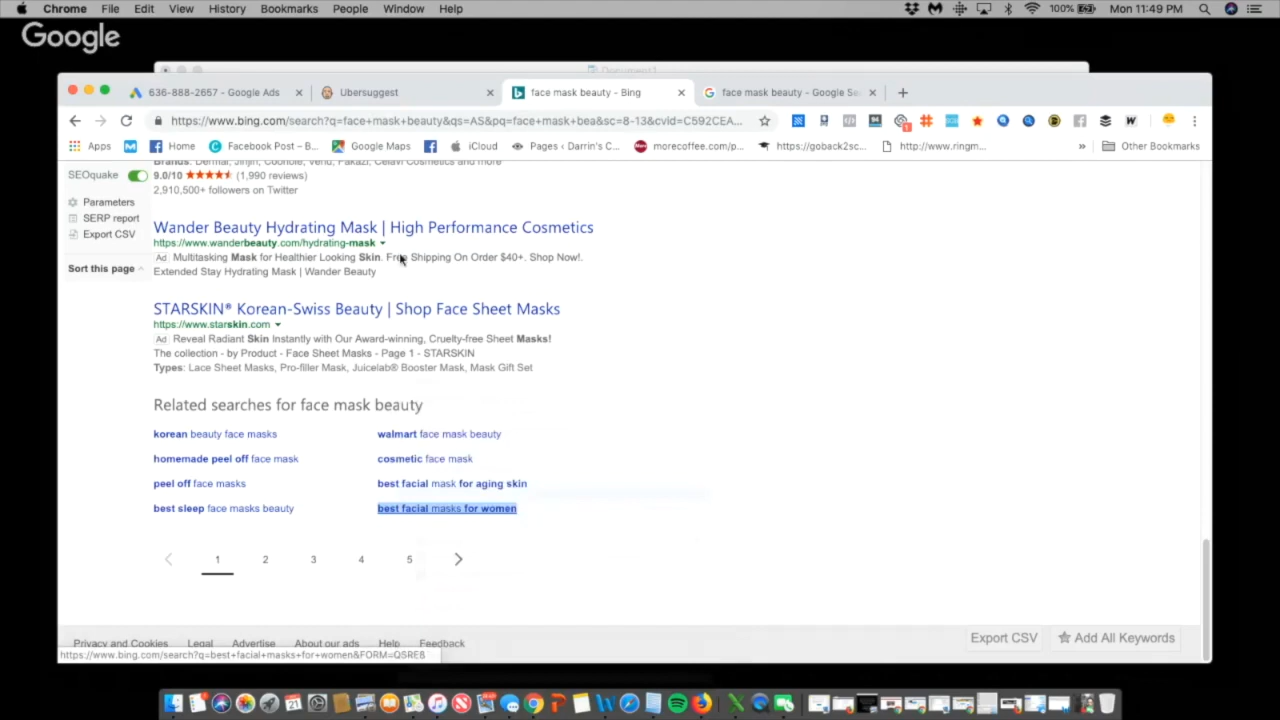 Chrome File Edit View History Bookmarks People Window Help 100% Mon 11:49 PM
Google
Document1
636-888-2657 - Google Ads
Ubersuggest
face mask beauty - Bing
face mask beauty - Google Se
https://www.bing.com/search?q=face+mask+beauty&qs=AS&pq=face+mask+bea&sc=8-13&cvid=C592CEA...
Apps
Home
Facebook Post – B...
Google Maps
iCloud
Pages ‹ Darrin's C...
morecoffee.com/p...
https://goback2sc...
http://www.ringm...
»
Other Bookmarks
Brands: Dermal, Jinjin, Coonbie, Venu, Pakazi, Celavi Cosmetics and more
SEOquake
9.0/10 (1,990 reviews)
2,910,500+ followers on Twitter
Parameters
SERP report
Export CSV
Sort this page
Wander Beauty Hydrating Mask | High Performance Cosmetics
https://www.wanderbeauty.com/hydrating-mask
Ad Multitasking Mask for Healthier Looking Skin. Free Shipping On Order $40+. Shop Now!.
Extended Stay Hydrating Mask | Wander Beauty
STARSKIN® Korean-Swiss Beauty | Shop Face Sheet Masks
https://www.starskin.com
Ad Reveal Radiant Skin Instantly with Our Award-winning, Cruelty-free Sheet Masks!
The collection - by Product - Face Sheet Masks - Page 1 - STARSKIN
Types: Lace Sheet Masks, Pro-filler Mask, Juicelab® Booster Mask, Mask Gift Set
Related searches for face mask beauty
korean beauty face masks
walmart face mask beauty
homemade peel off face mask
cosmetic face mask
peel off face masks
best facial mask for aging skin
best sleep face masks beauty
best facial masks for women
1 2 3 4 5
Privacy and Cookies Legal Advertise About our ads Help Feedback
Export CSV
Add All Keywords
https://www.bing.com/search?q=best+facial+masks+for+women&FORM=QSRE8